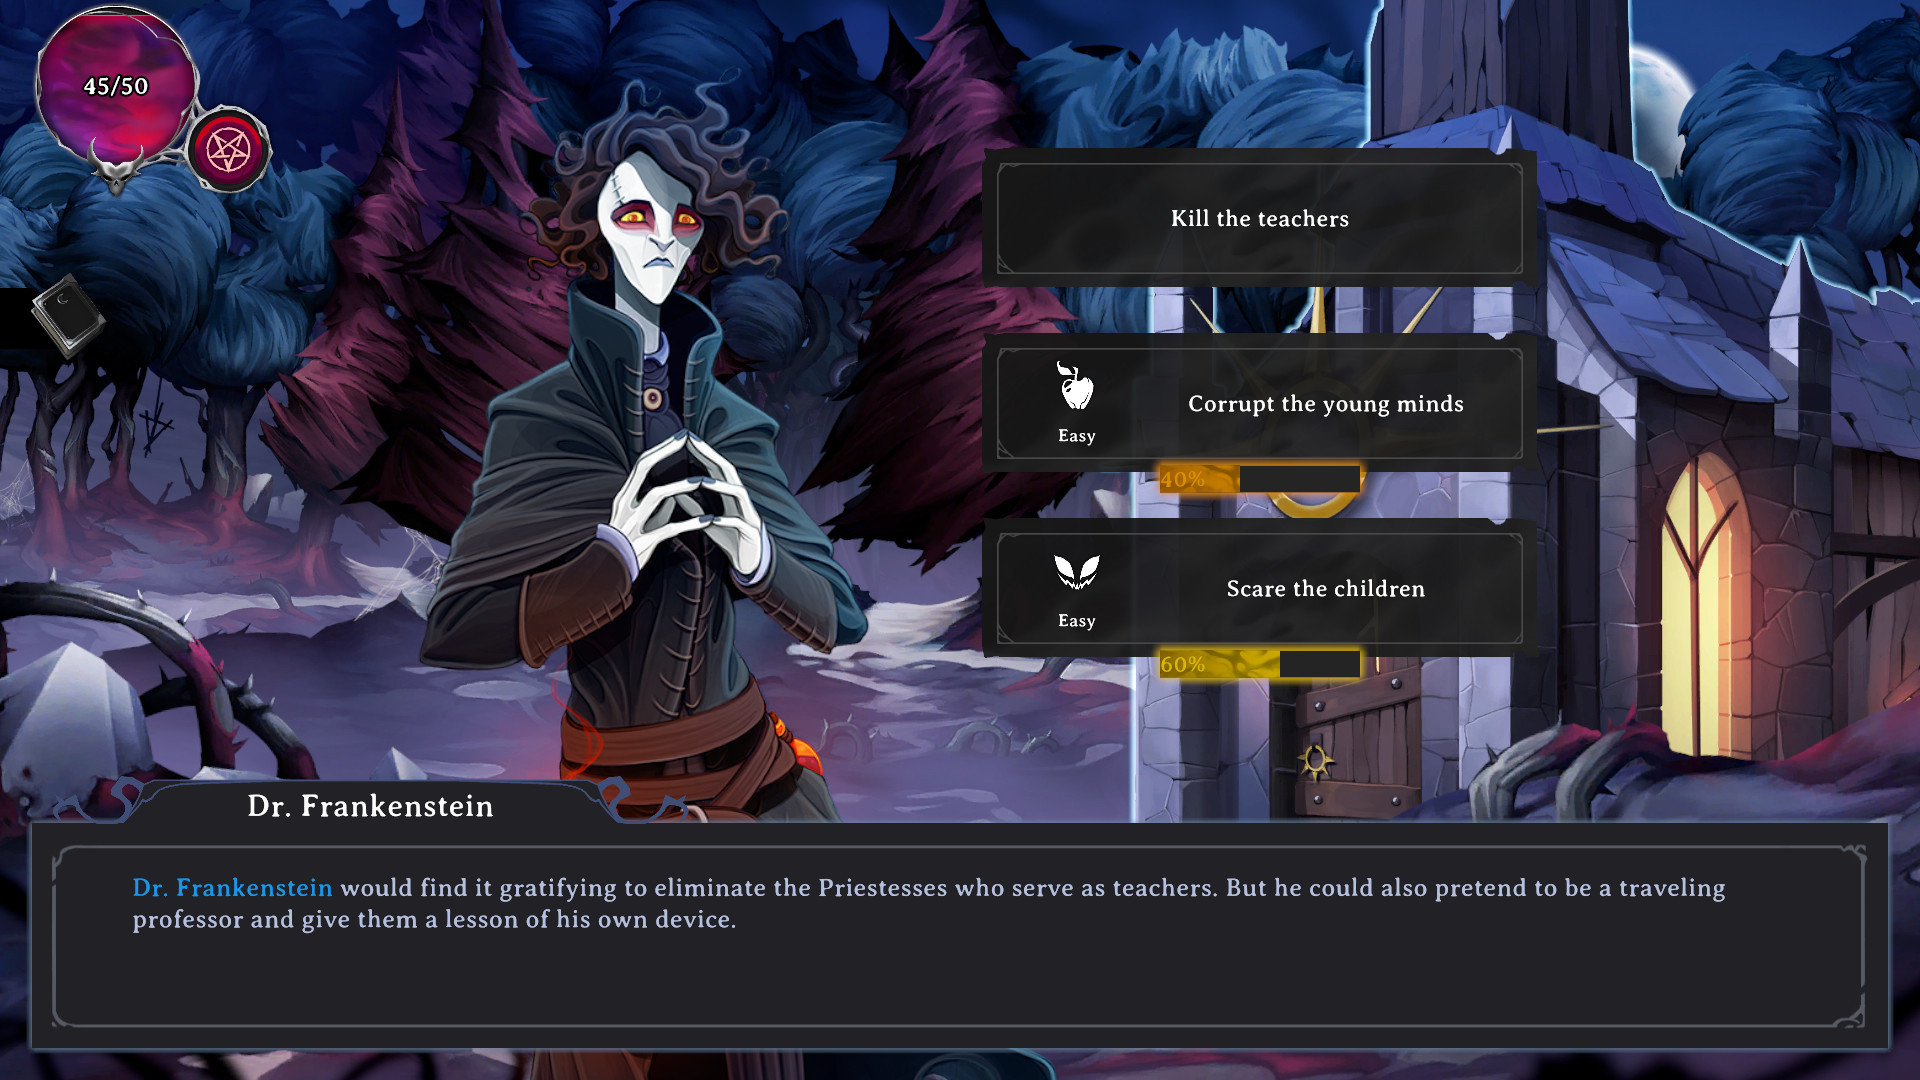 45/50
Kill the teachers
Corrupt the young minds
Easy
40%
Scare the children
Easy
60%
Dr. Frankenstein
Dr. Frankenstein would find it gratifying to eliminate the Priestesses who serve as teachers. But he could also pretend to be a traveling
professor and give them a lesson of his own device.